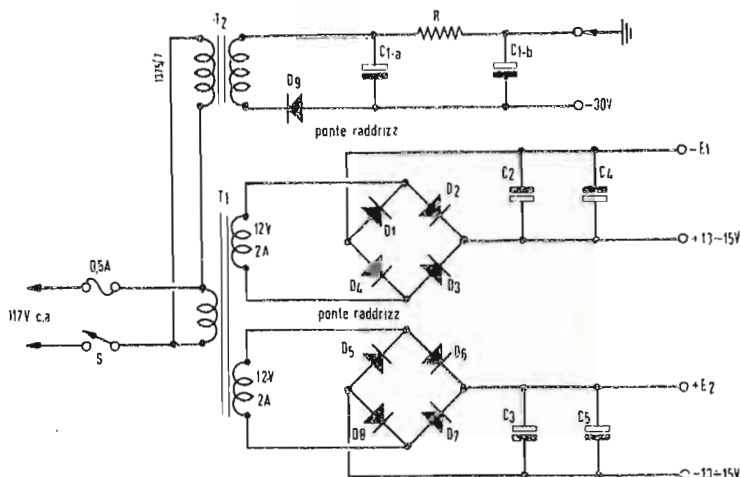 T2
R
C1-a
C1-b
1375/7
D9
-30V
ponte raddrizz
-E1
T1
D2
C2
C4
12V
2A
D1
D4
D3
+13-15V
0,5A
117V c.a
ponte raddrizz
S
D5
D6
12V
2A
+E2
D8
D7
C3
C5
-13÷15V